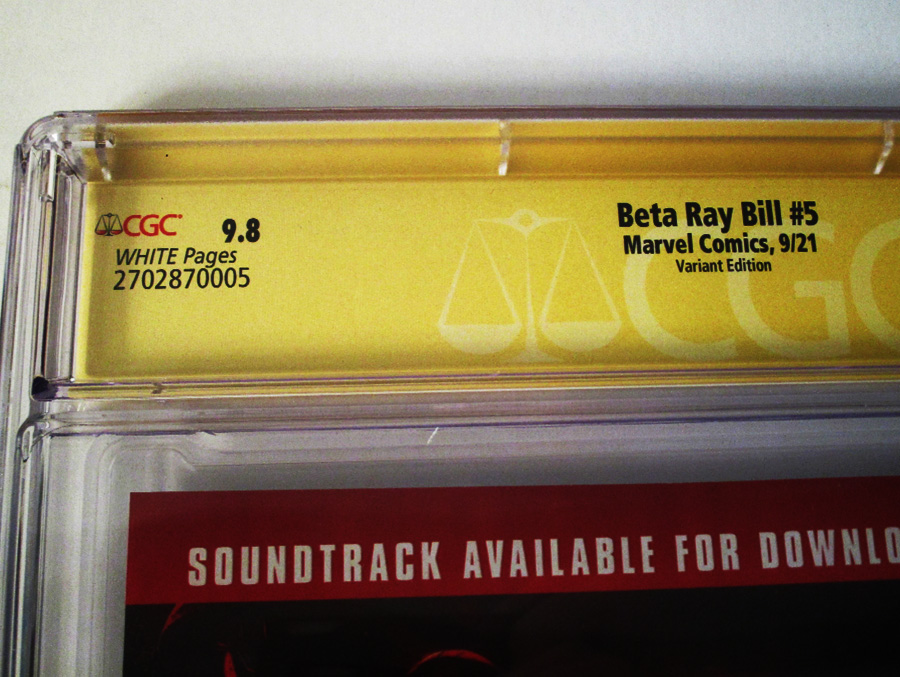 CGC
9.8
WHITE Pages
2702870005
Beta Ray Bill #5
Marvel Comics, 9/21
Variant Edition
CGC
SOUNDTRACK AVAILABLE FOR DOWNLO